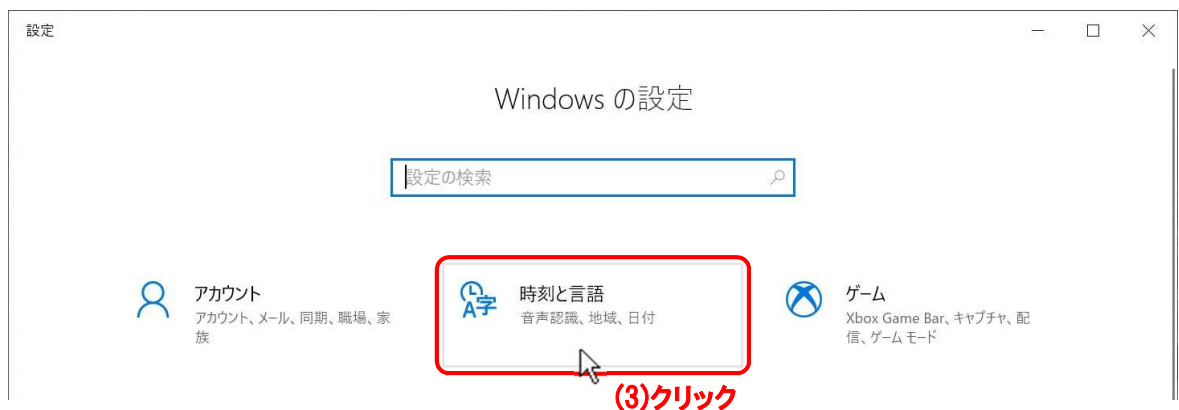 設定
Windows の設定
設定の検索
アカウント
アカウント、メール、同期、職場、家
族
時刻と言語
音声認識、地域、日付
ゲーム
Xbox Game Bar、キャプチャ、配
信、ゲーム モード
(3)クリック